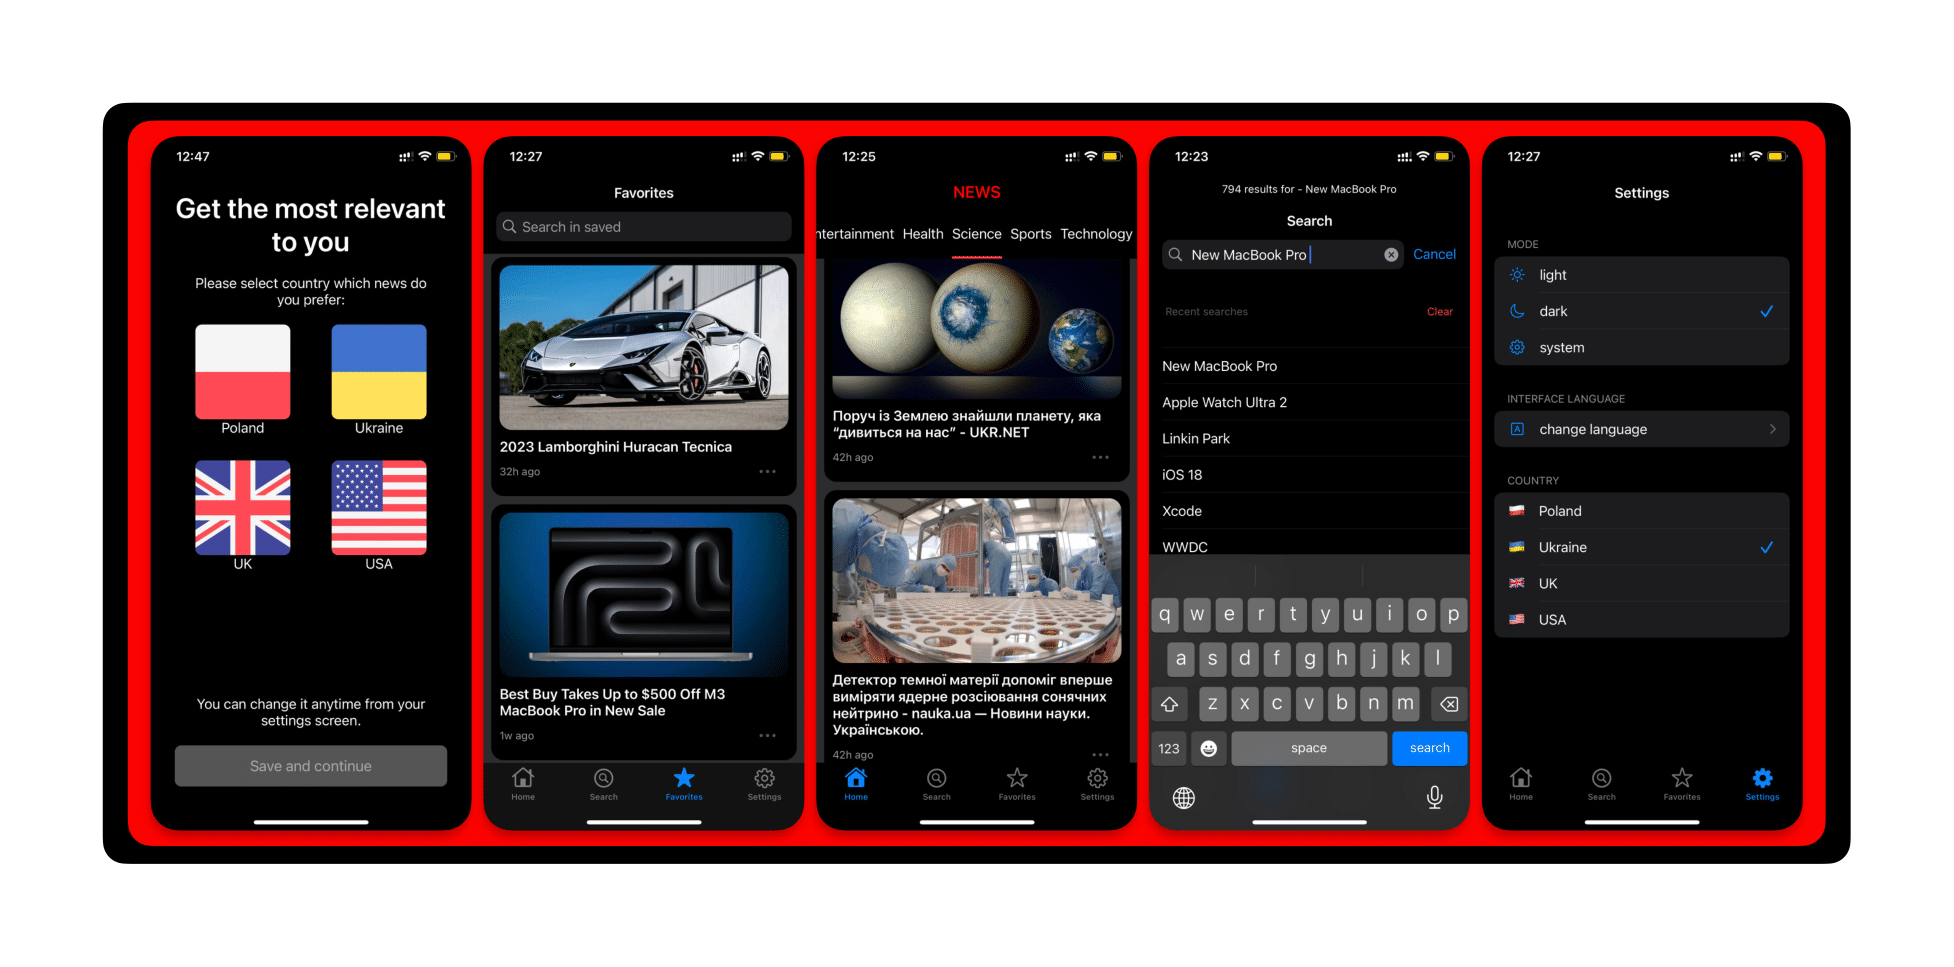 12:47
Get the most relevant
to you
Please select country which news do
you prefer:
Poland
Ukraine
UK
USA
You can change it anytime from your
settings screen.
Save and continue
12:27
Favorites
Search in saved
2023 Lamborghini Huracan Tecnica
32h ago
Best Buy Takes Up to $500 Off M3
MacBook Pro in New Sale
1w ago
Home
Search
Favorites
Settings
12:25
NEWS
ntertainment Health Science Sports Technology
Поруч із Землею знайшли планету, яка
“дивиться на нас” - UKR.NET
42h ago
Детектор темної матерії допоміг вперше
виміряти ядерне розсіювання сонячних
нейтрино - nauka.ua — Новини науки.
Українською.
42h ago
Home
Search
Favorites
Settings
12:23
794 results for - New MacBook Pro
Search
New MacBook Pro
Cancel
Recent searches
Clear
New MacBook Pro
Apple Watch Ultra 2
Linkin Park
iOS 18
Xcode
WWDC
q w e r t y u i o p
a s d f g h j k l
z x c v b n m
123
space
search
12:27
Settings
MODE
light
dark
system
INTERFACE LANGUAGE
A
change language
COUNTRY
Poland
Ukraine
UK
USA
Home
Search
Favorites
Settings